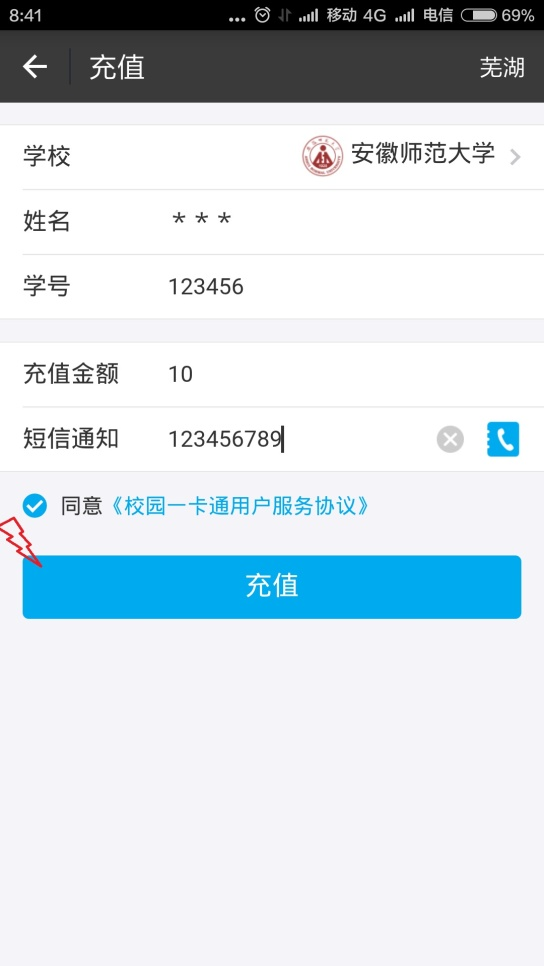 8:41 ... 移动 4G 电信 69%
充值 芜湖
学校 安徽师范大学
姓名 ***
学号 123456
充值金额 10
短信通知 123456789
同意《校园一卡通用户服务协议》
充值